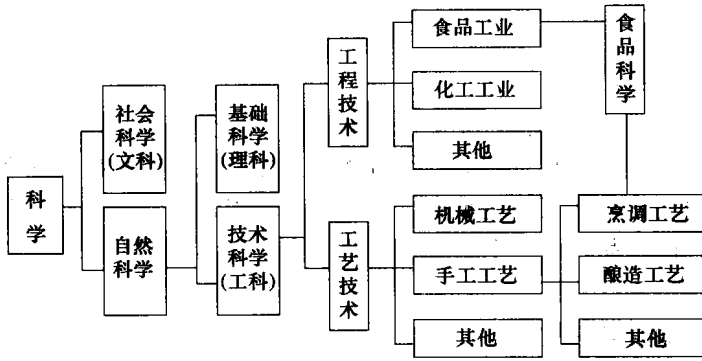 科
学
社会
科学
(文科)
自然
科学
基础
科学
(理科)
技术
科学
(工科)
工
程
技
术
工
艺
技
术
食品工业
化工工业
其他
机械工艺
手工工艺
其他
食
品
科
学
烹调工艺
酿造工艺
其他